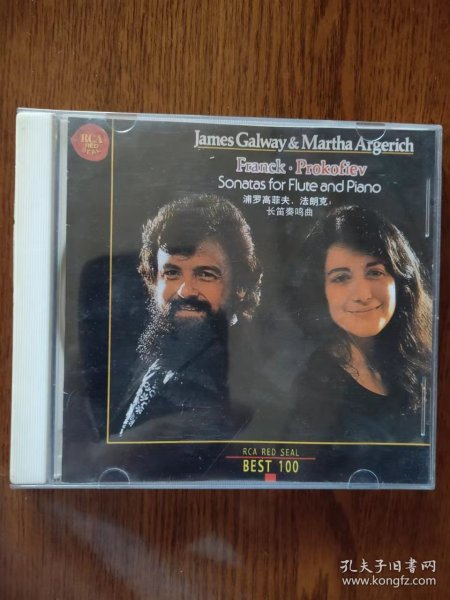 RCA
RED
SEAL
James Galway & Martha Argerich
Franck • Prokofiev
Sonatas for Flute and Piano
浦罗高菲夫、法朗克:
长笛奏鸣曲
RCA RED SEAL
BEST 100
孔夫子旧书网
www.kongfz.com